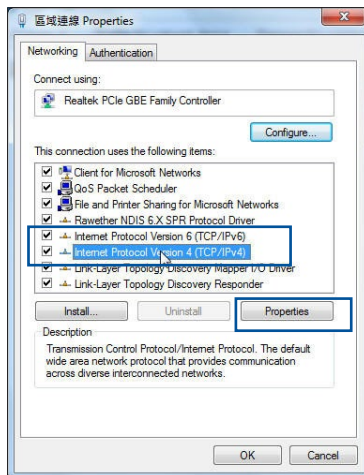 區域連線 Properties
Networking
Authentication
Connect using:
Realtek PCIe GBE Family Controller
Configure...
This connection uses the following items:
Client for Microsoft Networks
QoS Packet Scheduler
File and Printer Sharing for Microsoft Networks
Rawether NDIS 6.X SPR Protocol Driver
Internet Protocol Version 6 (TCP/IPv6)
Internet Protocol Version 4 (TCP/IPv4)
Link-Layer Topology Discovery Mapper I/O Driver
Link-Layer Topology Discovery Responder
Install...
Uninstall
Properties
Description
Transmission Control Protocol/Internet Protocol. The default
wide area network protocol that provides communication
across diverse interconnected networks.
OK
Cancel